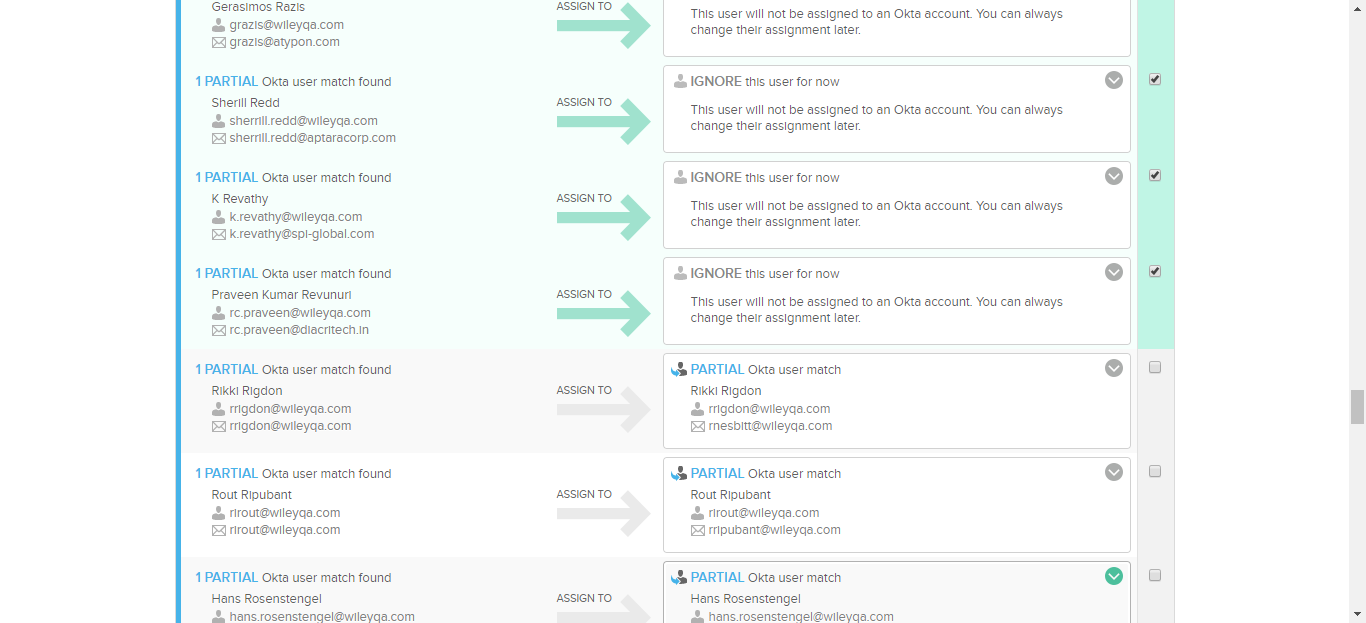 Gerasimos Razis
grazis@wileyqa.com
grazis@atypon.com
ASSIGN TO
This user will not be assigned to an Okta account. You can always
change their assignment later.
1 PARTIAL Okta user match found
Sherill Redd
sherrill.redd@wileyqa.com
sherrill.redd@aptaracorp.com
ASSIGN TO
IGNORE this user for now
This user will not be assigned to an Okta account. You can always
change their assignment later.
1 PARTIAL Okta user match found
K Revathy
k.revathy@wileyqa.com
k.revathy@spi-global.com
ASSIGN TO
IGNORE this user for now
This user will not be assigned to an Okta account. You can always
change their assignment later.
1 PARTIAL Okta user match found
Praveen Kumar Revunuri
rc.praveen@wileyqa.com
rc.praveen@diacritech.in
ASSIGN TO
IGNORE this user for now
This user will not be assigned to an Okta account. You can always
change their assignment later.
1 PARTIAL Okta user match found
Rikki Rigdon
rrigdon@wileyqa.com
rrigdon@wileyqa.com
ASSIGN TO
PARTIAL Okta user match
Rikki Rigdon
rrigdon@wileyqa.com
rnesbitt@wileyqa.com
1 PARTIAL Okta user match found
Rout Ripubant
rirout@wileyqa.com
rirout@wileyqa.com
ASSIGN TO
PARTIAL Okta user match
Rout Ripubant
rirout@wileyqa.com
rripubant@wileyqa.com
1 PARTIAL Okta user match found
Hans Rosenstengel
hans.rosenstengel@wileyqa.com
ASSIGN TO
PARTIAL Okta user match
Hans Rosenstengel
hans.rosenstengel@wileyqa.com